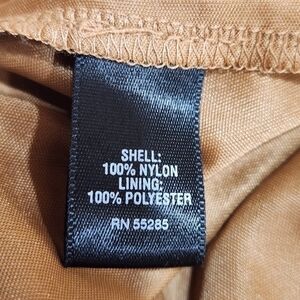 SHELL:
100% NYLON
LINING:
100% POLYESTER
RN 55285